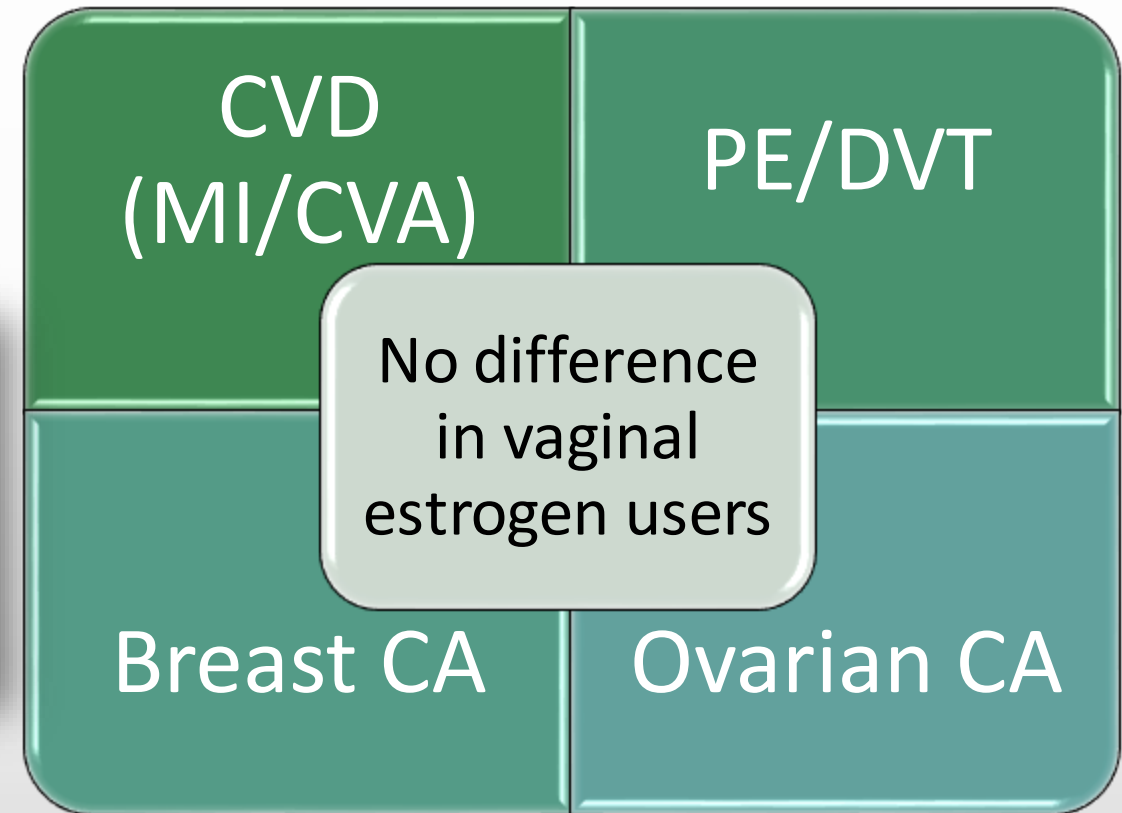 CVD
(MI/CVA)
PE/DVT
No difference
in vaginal
estrogen users
Breast CA
Ovarian CA